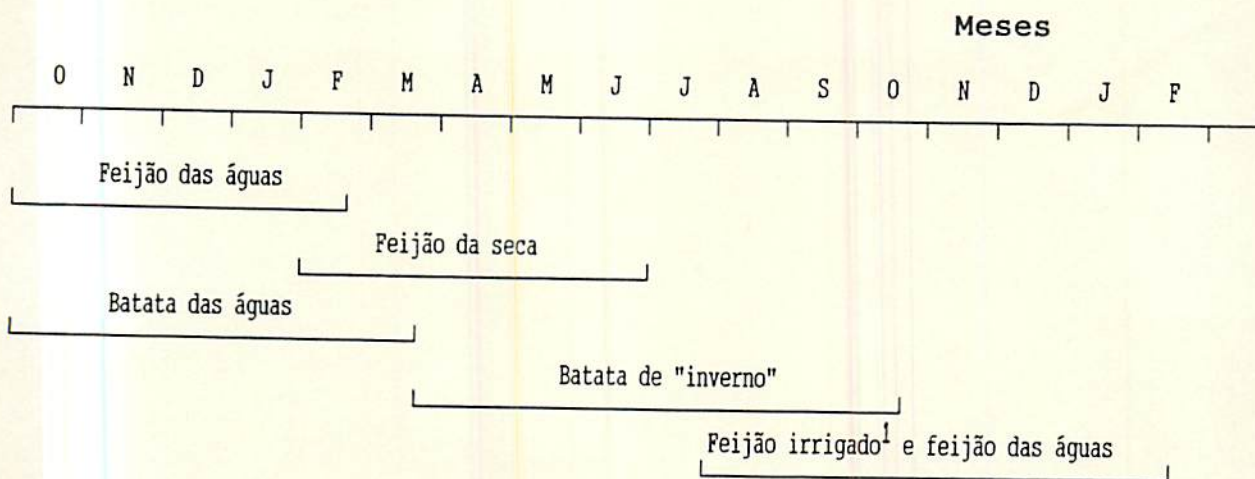 Meses
O N D J F M A M J J A S O N D J F
Feijão das águas
Feijão da seca
Batata das águas
Batata de "inverno"
Feijão irrigado¹ e feijão das águas